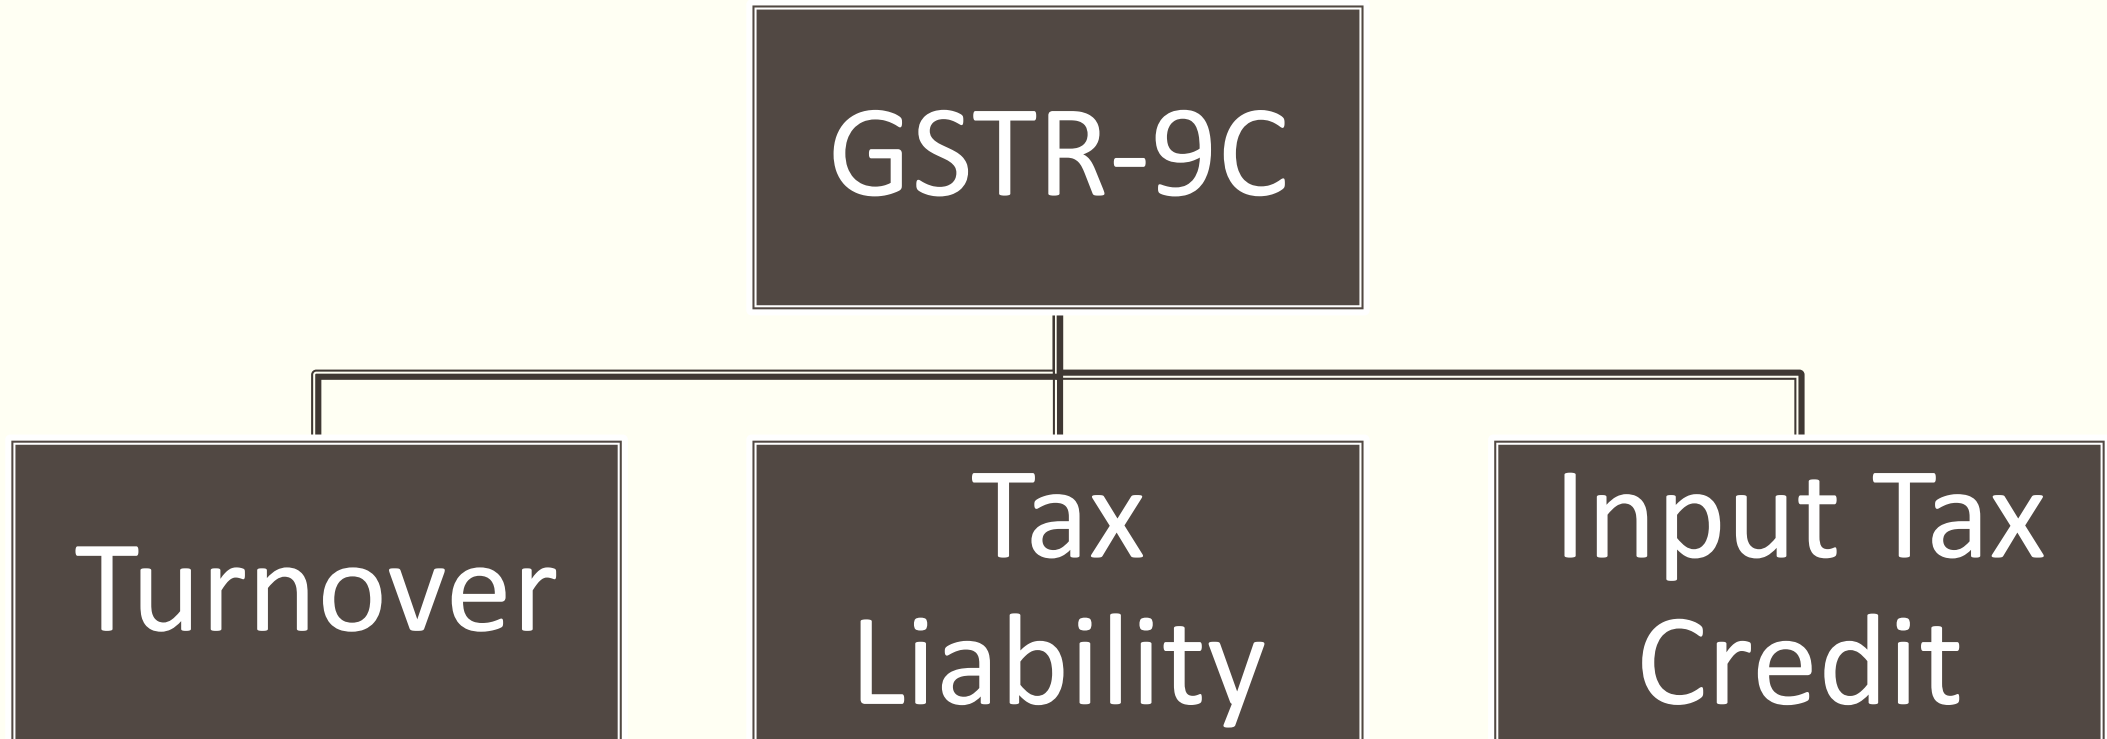 GSTR-9C
Turnover
Tax
Liability
Input Tax
Credit